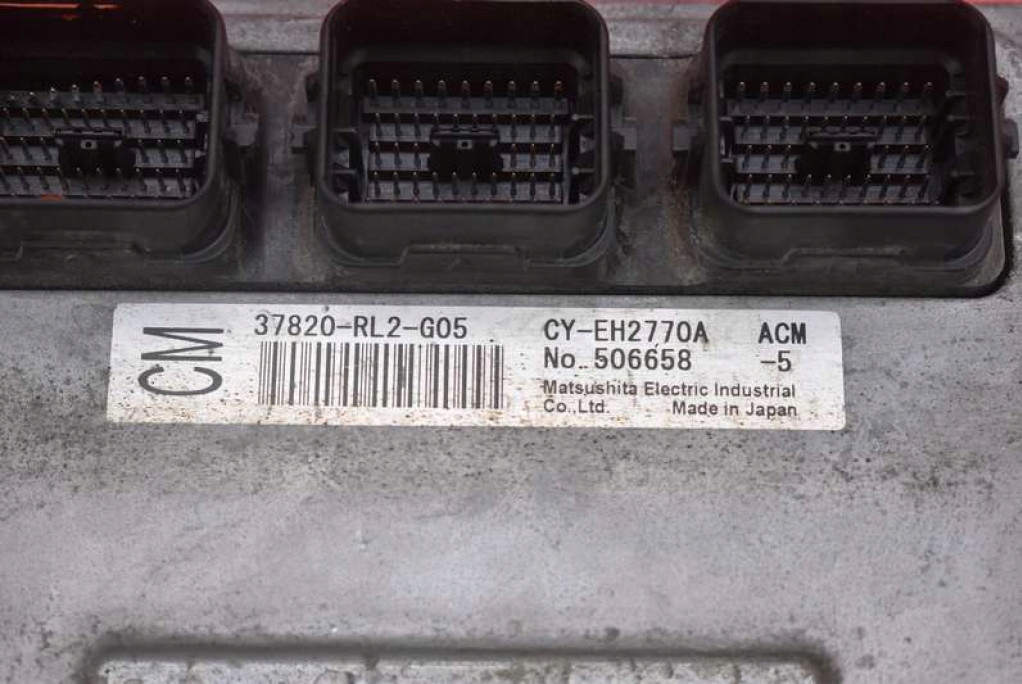 CM
37820-RL2-G05
CY-EH2770A ACM
No. 506658 -5
Matsushita Electric Industrial
Co.,Ltd. Made in Japan